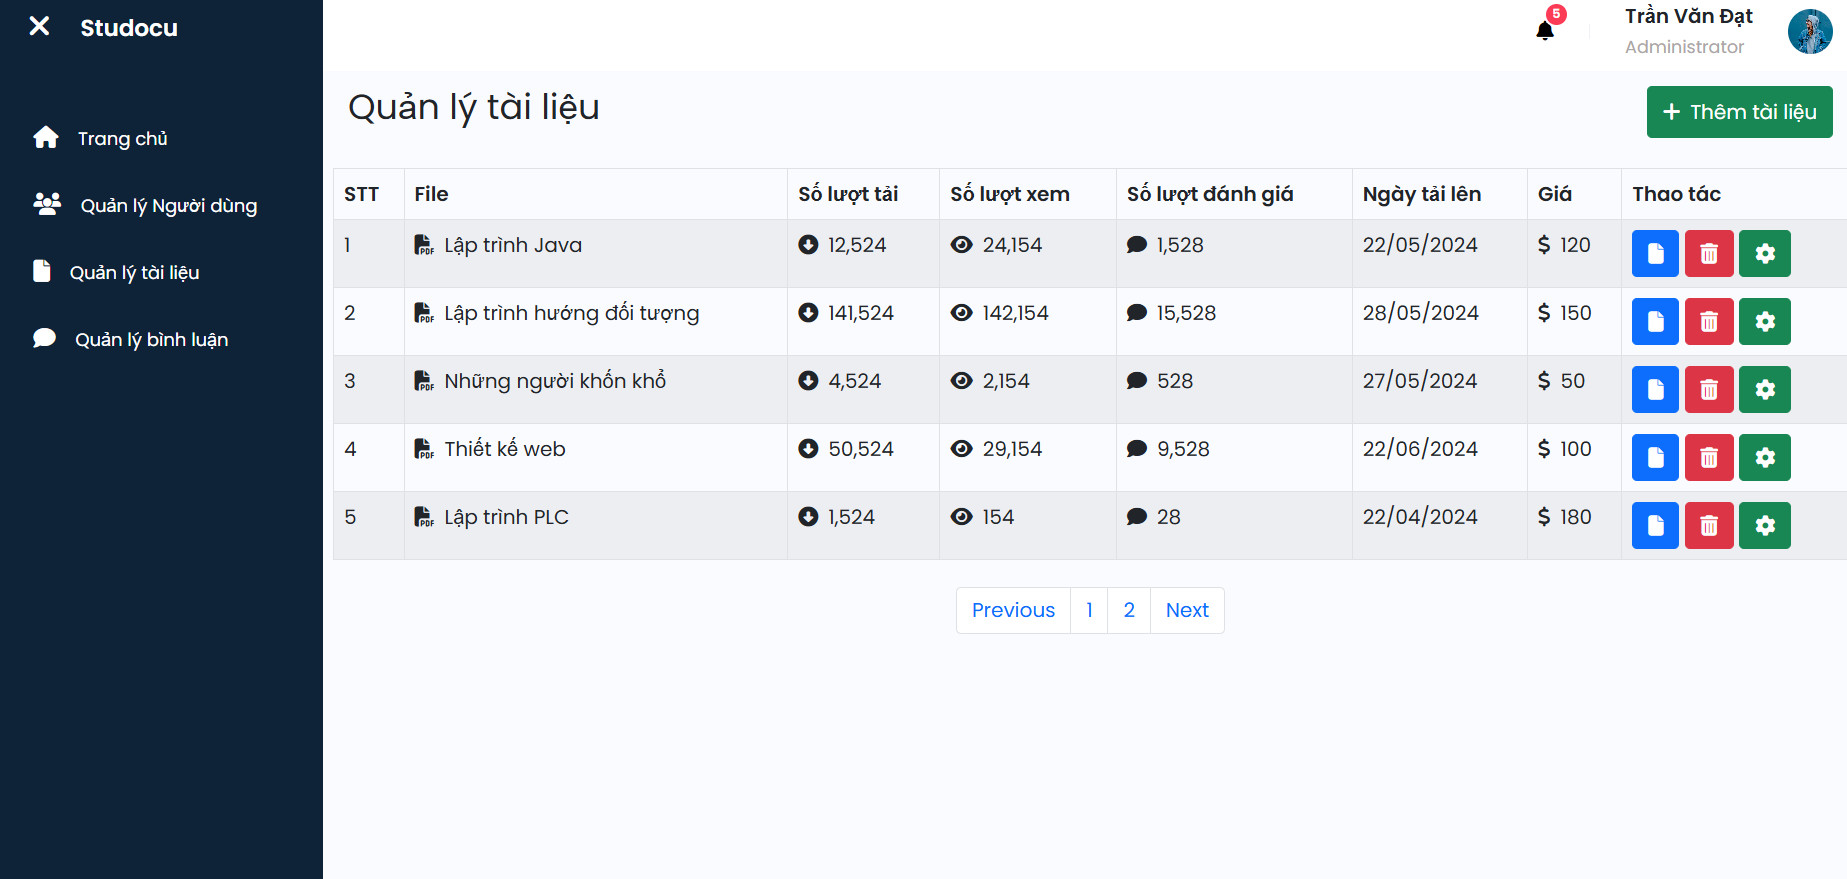 Studocu
5
Trần Văn Đạt
Administrator
Trang chủ
Quản lý Người dùng
Quản lý tài liệu
Quản lý bình luận
Quản lý tài liệu
Thêm tài liệu
STT File Số lượt tải Số lượt xem Số lượt đánh giá Ngày tải lên Giá Thao tác
1 PDF Lập trình Java 12,524 24,154 1,528 22/05/2024 $ 120
2 PDF Lập trình hướng đối tượng 141,524 142,154 15,528 28/05/2024 $ 150
3 PDF Những người khốn khổ 4,524 2,154 528 27/05/2024 $ 50
4 PDF Thiết kế web 50,524 29,154 9,528 22/06/2024 $ 100
5 PDF Lập trình PLC 1,524 154 28 22/04/2024 $ 180
Previous 1 2 Next